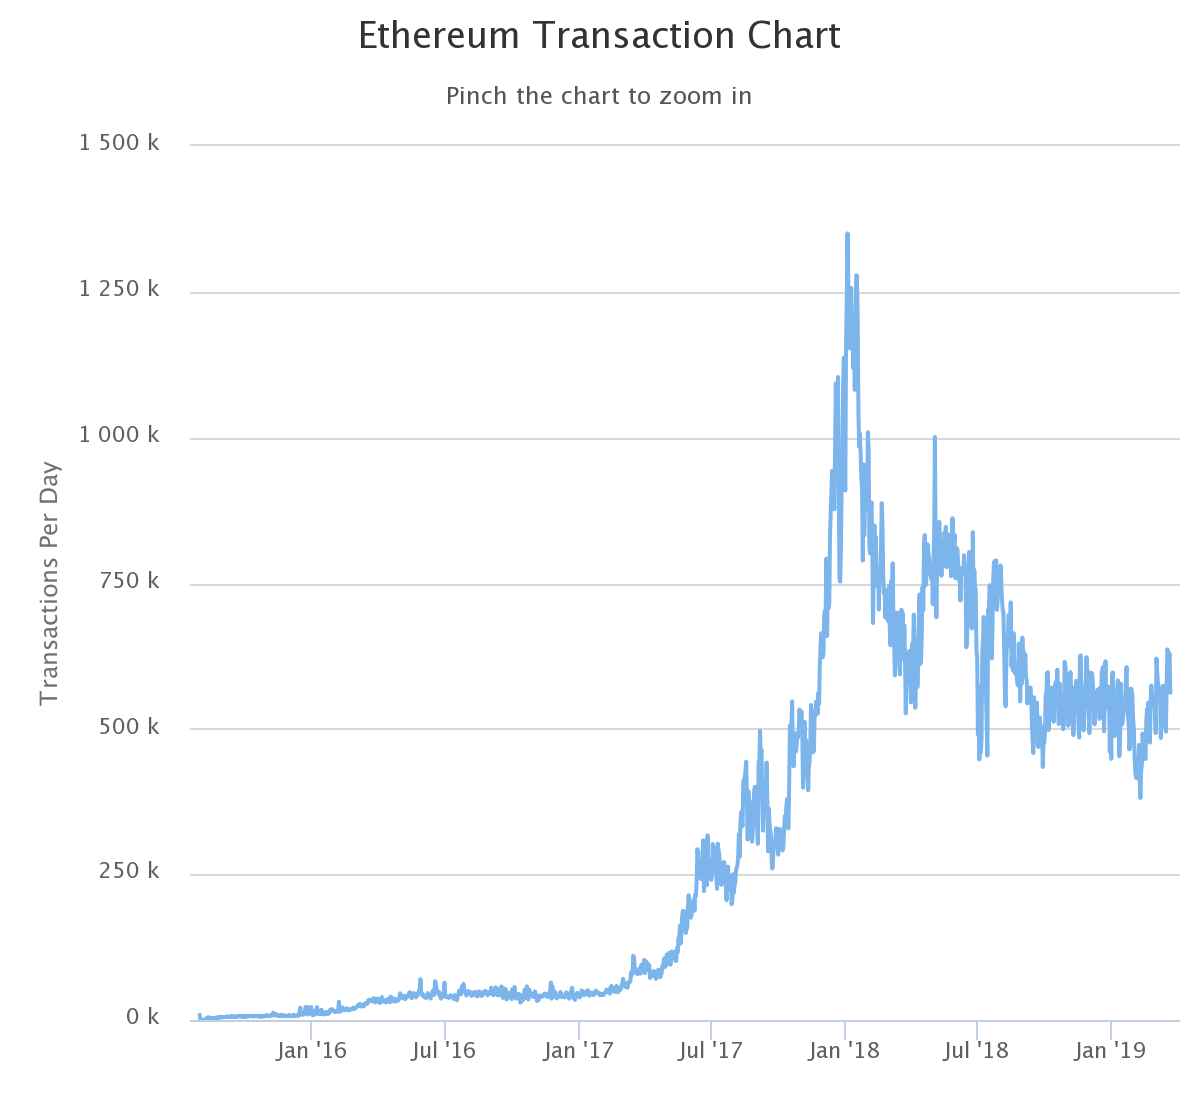 Ethereum Transaction Chart
Pinch the chart to zoom in
Transactions Per Day
1 500 k
1 250 k
1 000 k
750 k
500 k
250 k
0 k
Jan '16
Jul '16
Jan '17
Jul '17
Jan '18
Jul '18
Jan '19